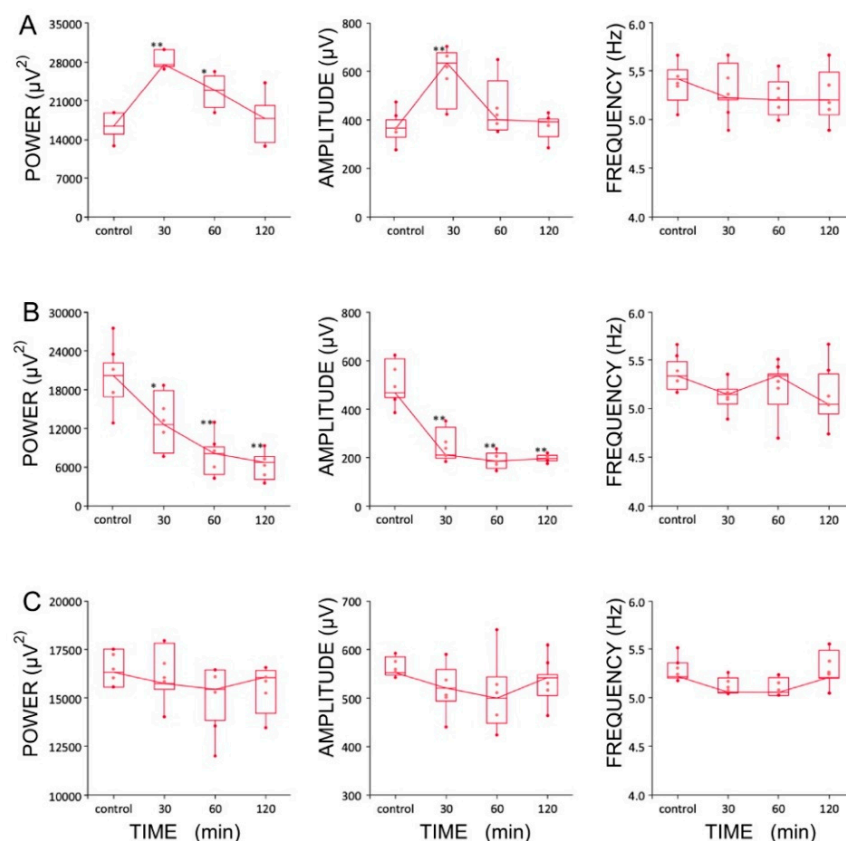 A
POWER (µV²)
35000
28000
21000
14000
7000
0
**
*
control 30 60 120
AMPLITUDE (µV)
800
600
400
200
0
**
control 30 60 120
FREQUENCY (Hz)
6.0
5.5
5.0
4.5
4.0
control 30 60 120
B
POWER (µV²)
30000
24000
18000
12000
6000
0
*
**
**
control 30 60 120
AMPLITUDE (µV)
800
600
400
200
0
**
**
**
control 30 60 120
FREQUENCY (Hz)
6.0
5.5
5.0
4.5
4.0
control 30 60 120
C
POWER (µV²)
20000
17500
15000
12500
10000
control 30 60 120
TIME (min)
AMPLITUDE (µV)
700
600
500
400
300
control 30 60 120
TIME (min)
FREQUENCY (Hz)
6.0
5.5
5.0
4.5
4.0
control 30 60 120
TIME (min)